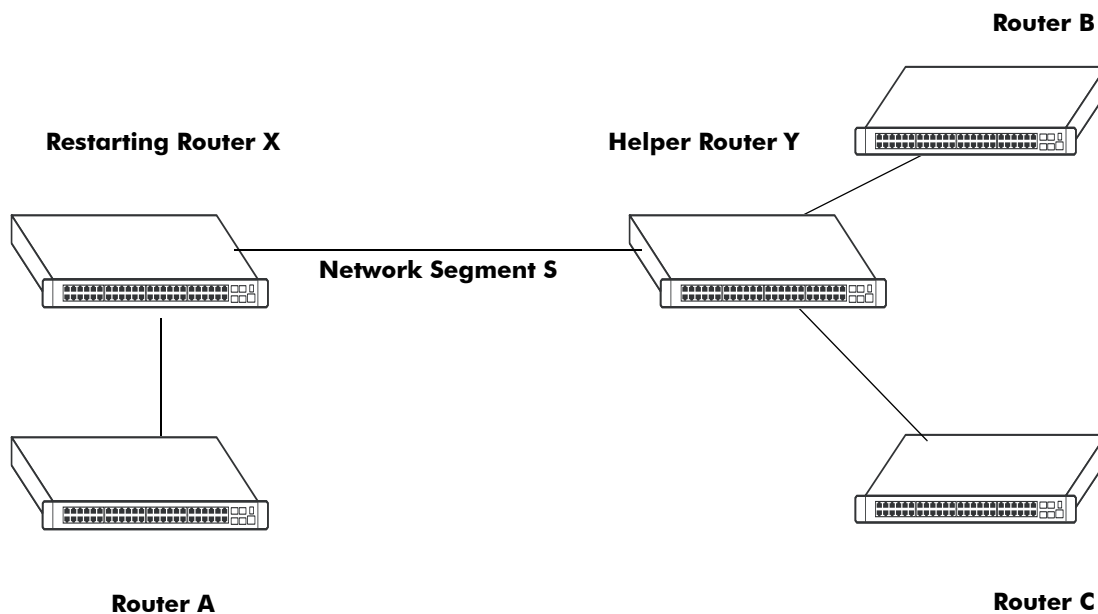 Router B
Restarting Router X
Helper Router Y
Network Segment S
Router A
Router C